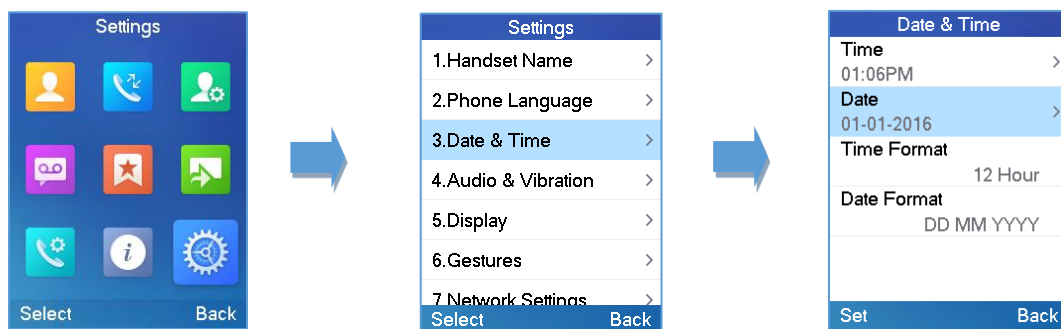 Settings
i
Select Back
Settings
1.Handset Name
2.Phone Language
3.Date & Time
4.Audio & Vibration
5.Display
6.Gestures
7.Network Settings
Select Back
Date & Time
Time
01:06PM
Date
01-01-2016
Time Format
12 Hour
Date Format
DD MM YYYY
Set Back